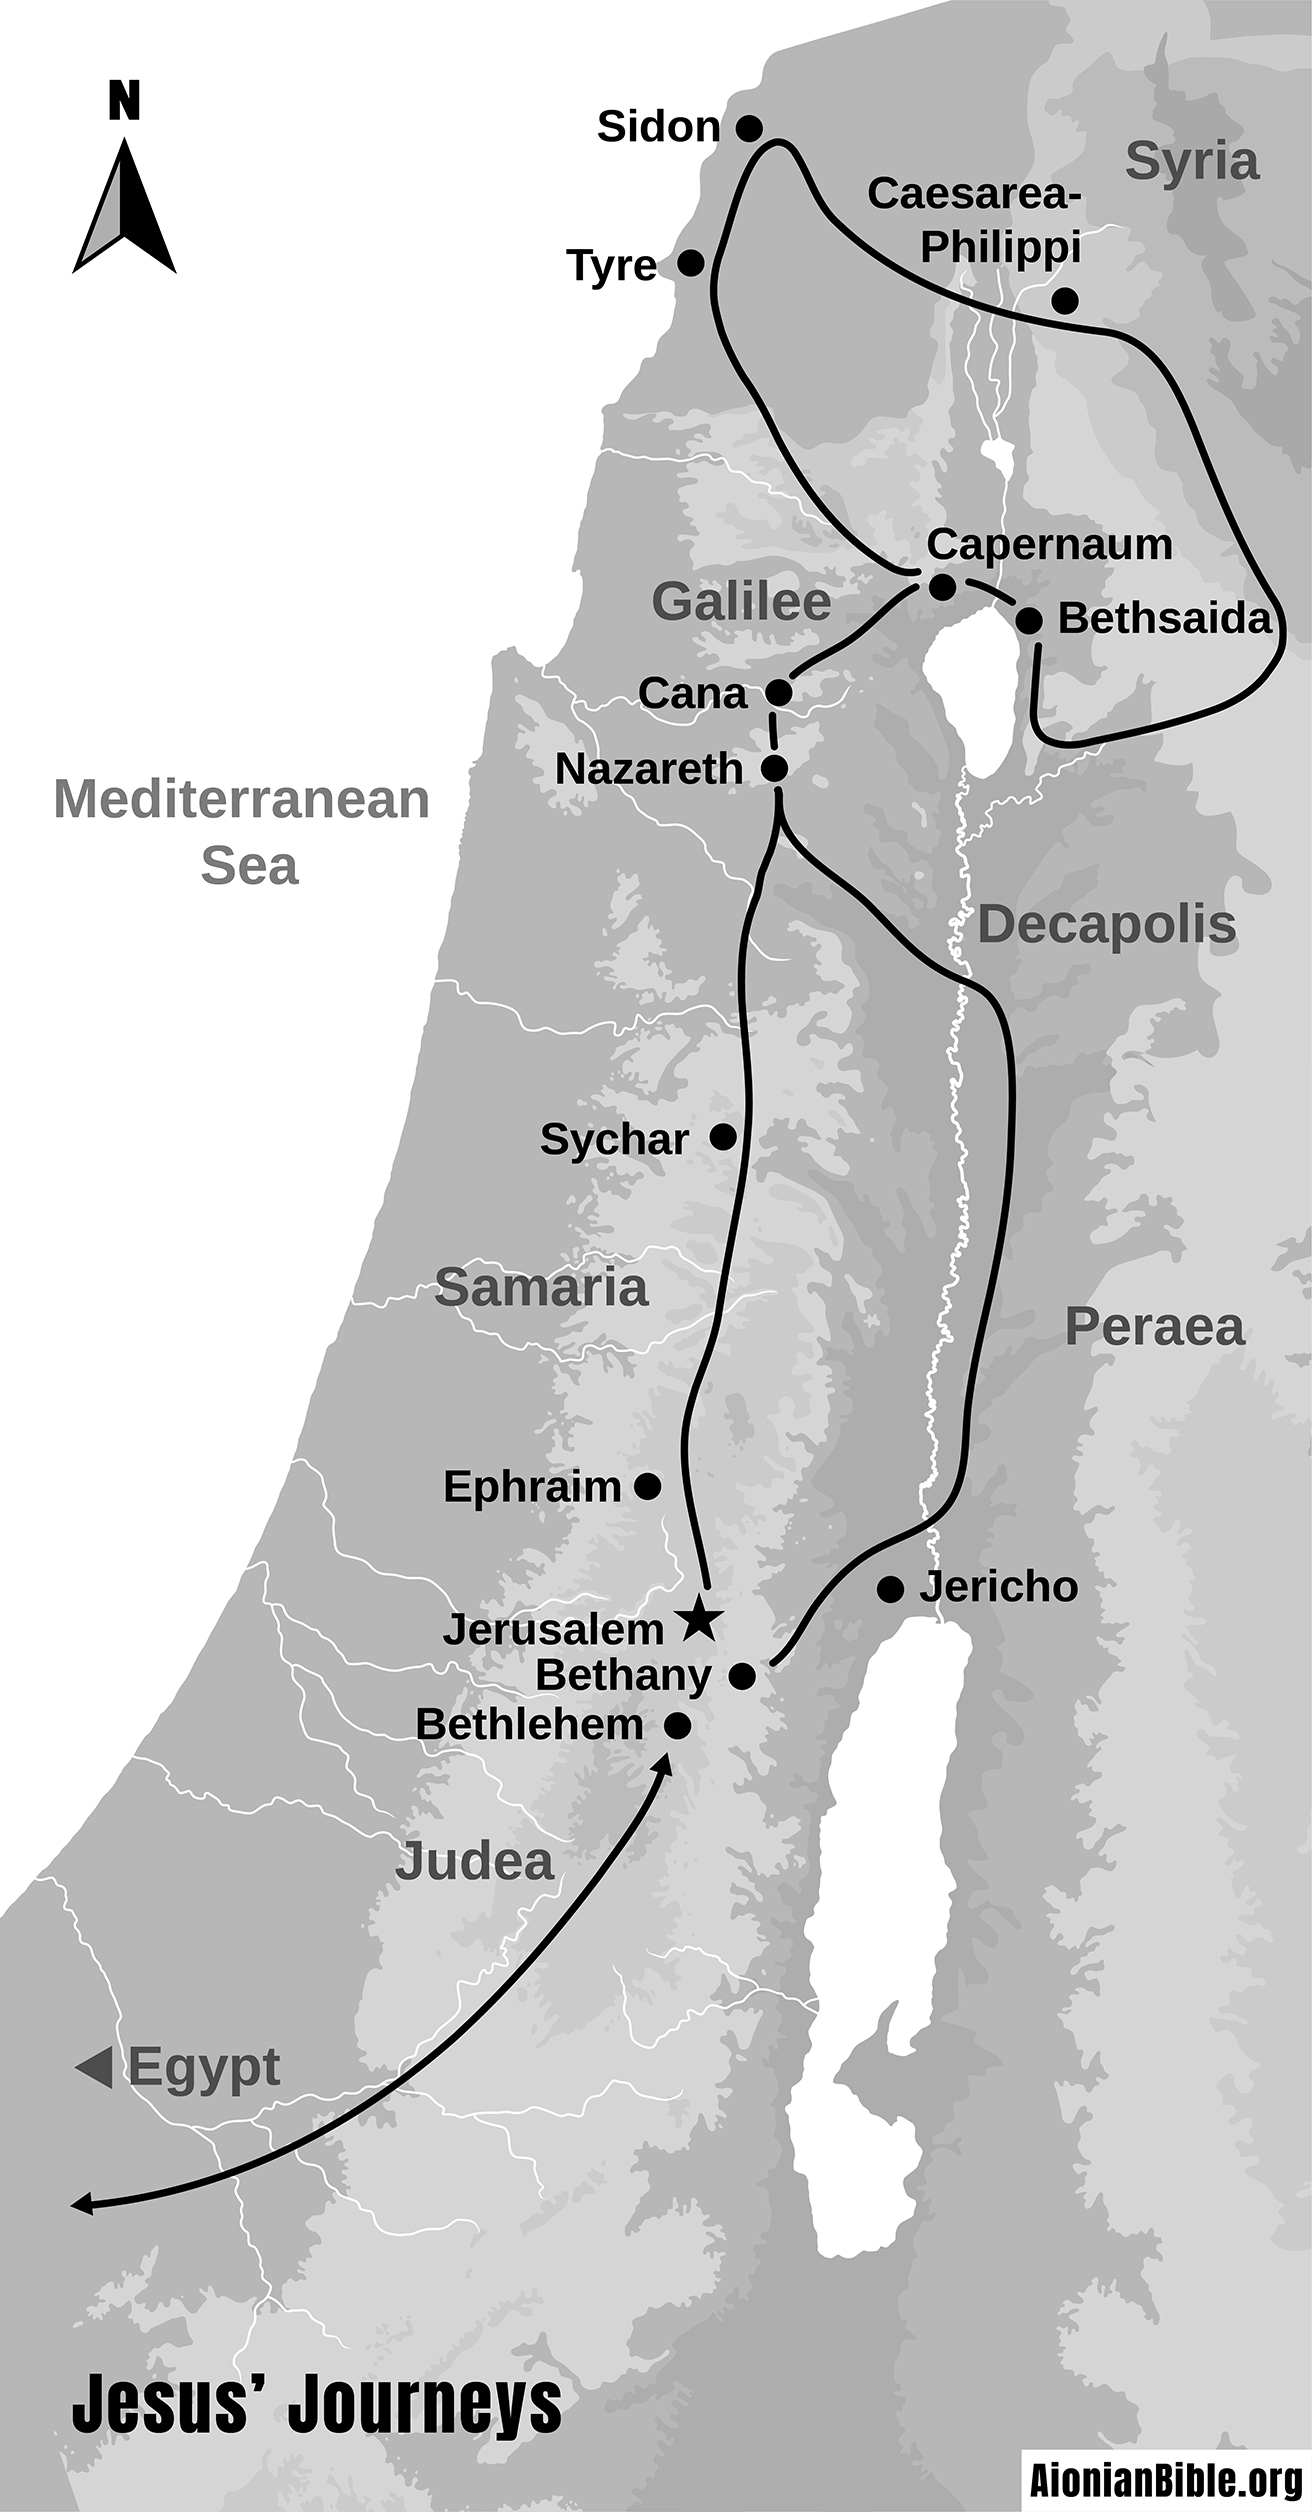 N
Sidon
Syria
Caesarea-
Philippi
Tyre
Capernaum
Galilee
Bethsaida
Cana
Nazareth
Mediterranean
Sea
Decapolis
Sychar
Samaria
Peraea
Ephraim
Jericho
Jerusalem
Bethany
Bethlehem
Judea
Egypt
Jesus’ Journeys
AionianBible.org